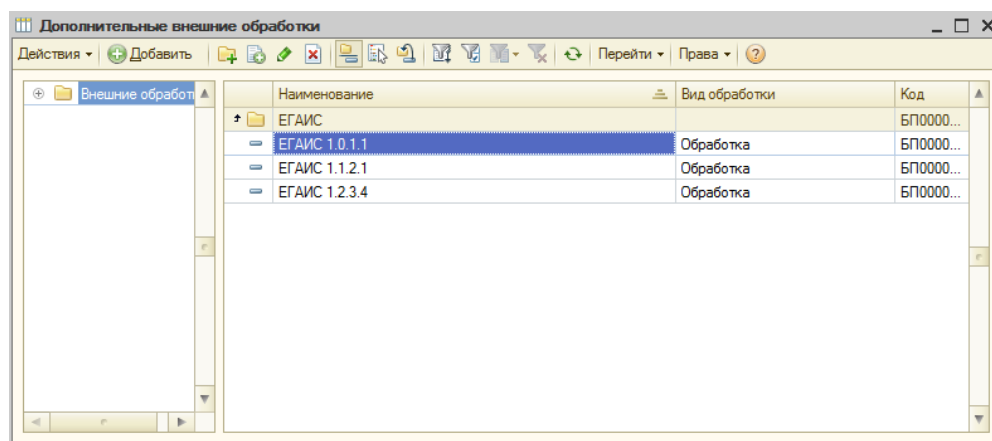 Дополнительные внешние обработки
Действия Добавить Перейти Права ?
Внешние обработ
Наименование Вид обработки Код
ЕГАИС БП0000...
ЕГАИС 1.0.1.1 Обработка БП0000...
ЕГАИС 1.1.2.1 Обработка БП0000...
ЕГАИС 1.2.3.4 Обработка БП0000...